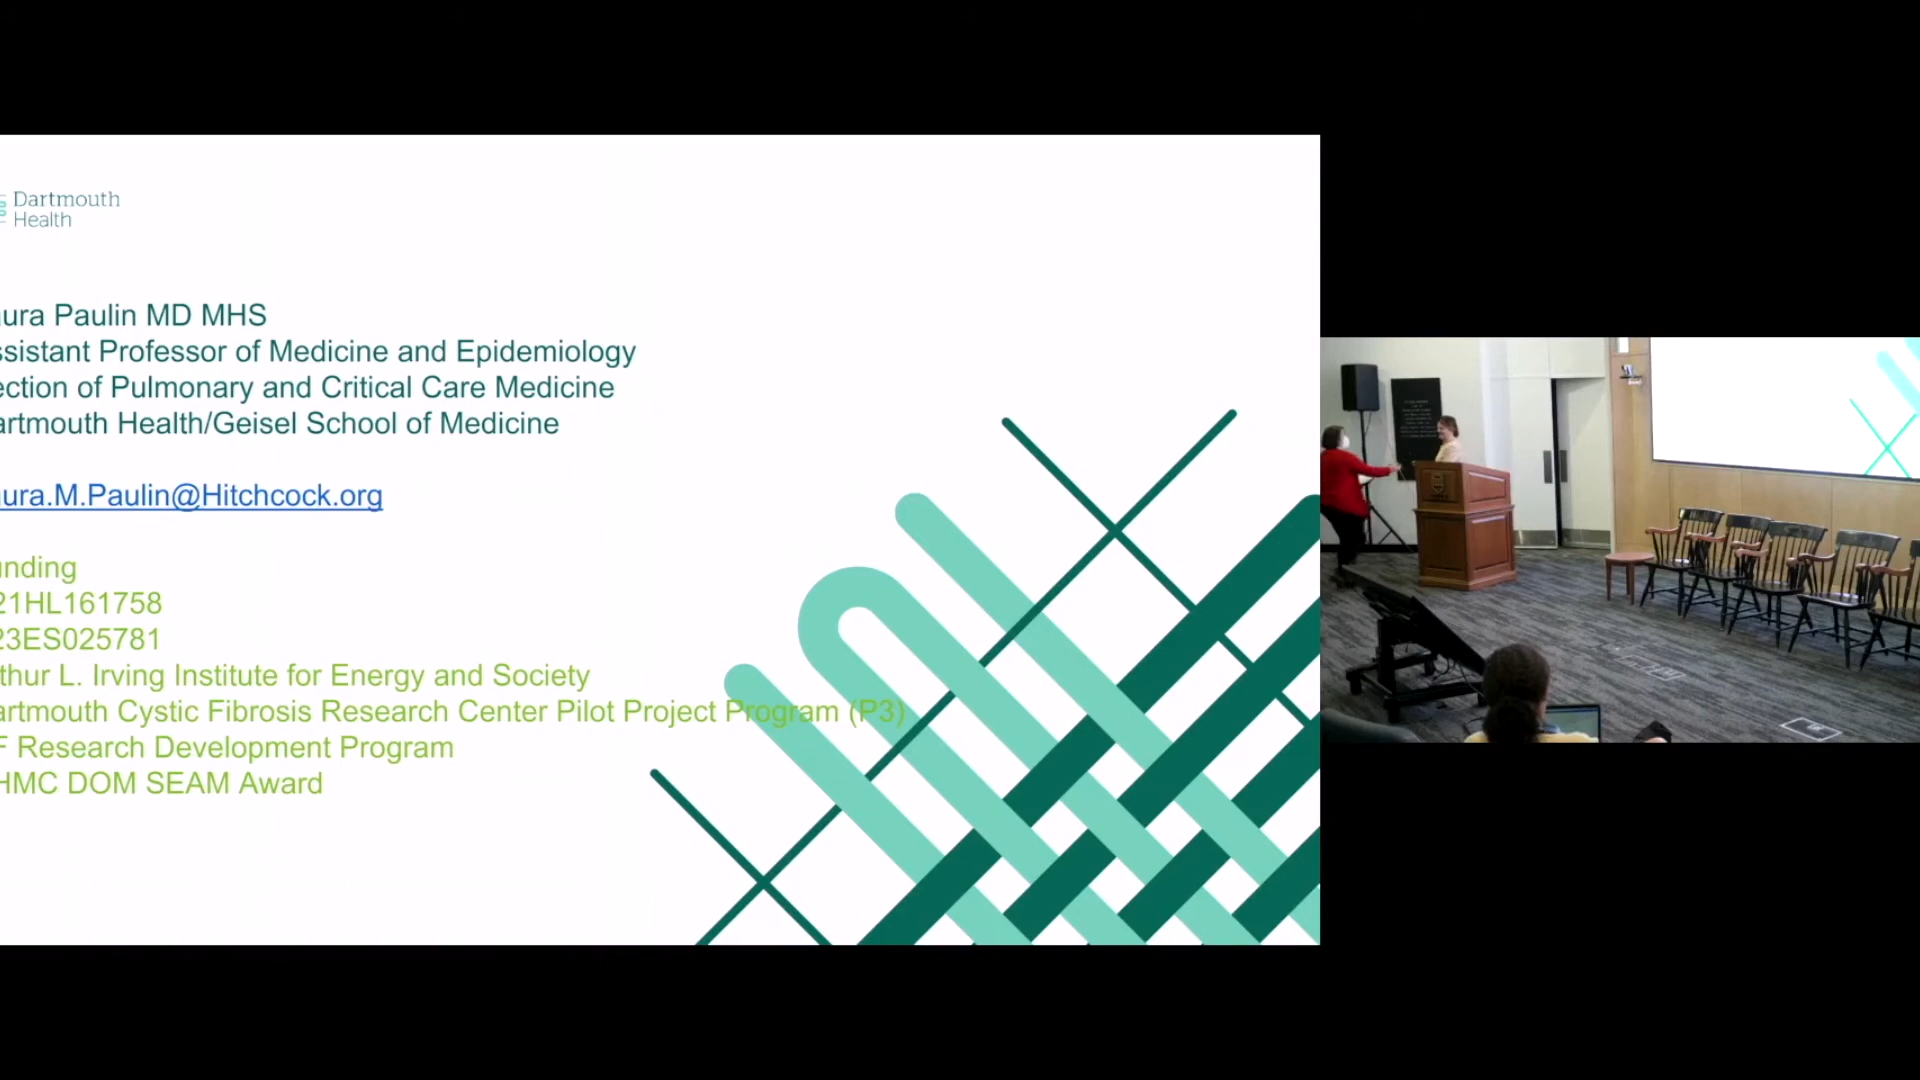 Dartmouth
Health
ura Paulin MD MHS
ssistant Professor of Medicine and Epidemiology
ection of Pulmonary and Critical Care Medicine
artmouth Health/Geisel School of Medicine
ura.M.Paulin@Hitchcock.org
nding
21HL161758
23ES025781
thur L. Irving Institute for Energy and Society
artmouth Cystic Fibrosis Research Center Pilot Project Program (P3)
F Research Development Program
HMC DOM SEAM Award